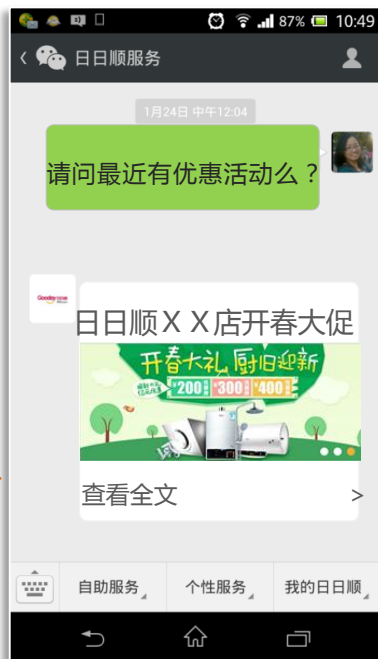 87% 10:49
日日顺服务
1月24日 中午12:04
请问最近有优惠活动么？
日日顺ＸＸ店开春大促
开春大礼 厨旧迎新
200 300 400
查看全文 >
自助服务 个性服务 我的日日顺